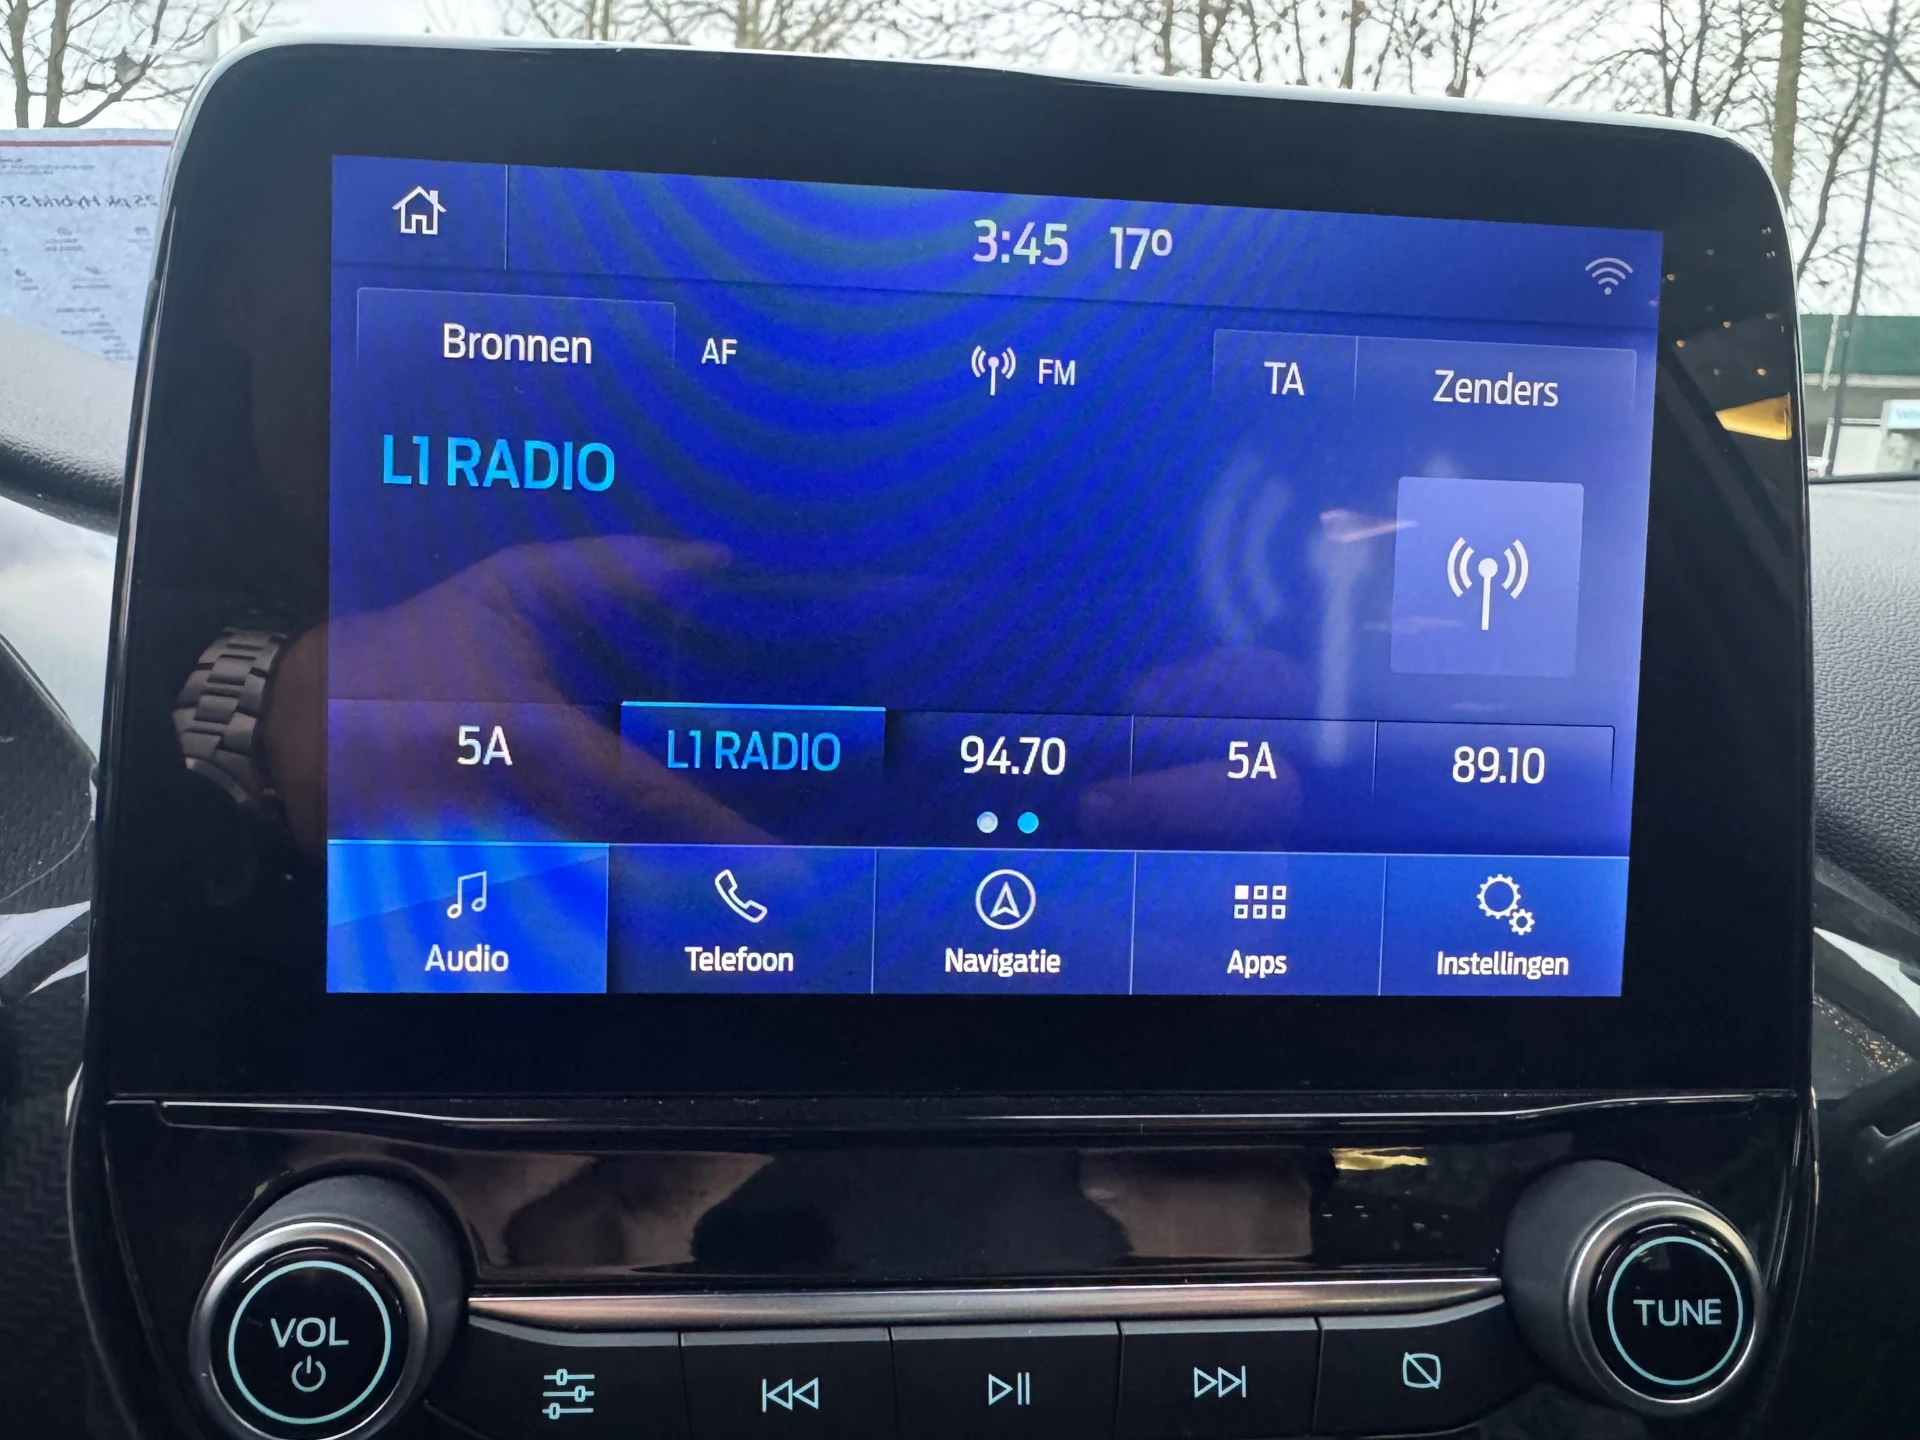 3:45 17º
Bronnen AF FM TA Zenders
L1 RADIO
5A L1 RADIO 94.70 5A 89.10
Audio Telefoon Navigatie Apps Instellingen
VOL TUNE